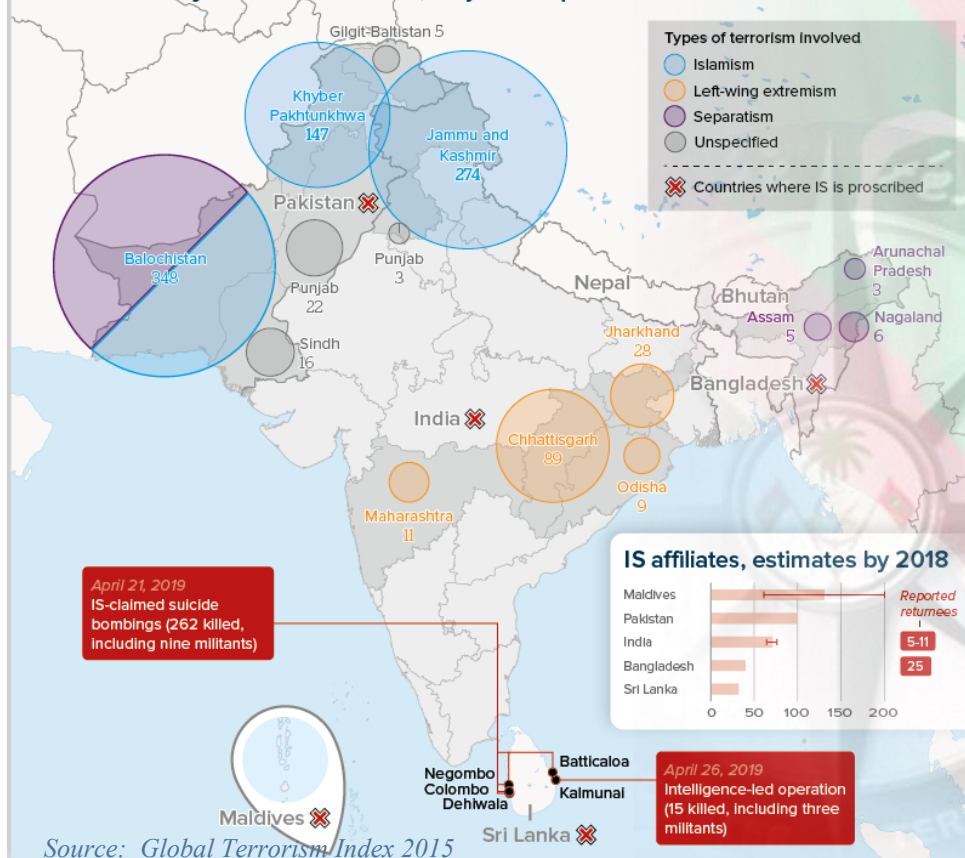 Gilgit-Baltistan 5
Khyber
Pakhtunkhwa
147
Jammu and
Kashmir
274
Pakistan
Balochistan
348
Punjab
22
Punjab
3
Sindh
16
Nepal
Bhutan
Arunachal
Pradesh
3
Assam
5
Nagaland
6
Jharkhand
28
Bangladesh
India
Chhattisgarh
89
Odisha
9
Maharashtra
11
Types of terrorism involved
Islamism
Left-wing extremism
Separatism
Unspecified
Countries where IS is proscribed
April 21, 2019
IS-claimed suicide
bombings (262 killed,
including nine militants)
IS affiliates, estimates by 2018
Maldives
Pakistan
India
Bangladesh
Sri Lanka
0 50 100 150 200
Reported
returnees
5-11
25
Negombo
Colombo
Dehiwala
Batticaloa
Kalmunai
April 26, 2019
Intelligence-led operation
(15 killed, including three
militants)
Maldives
Sri Lanka
Source: Global Terrorism Index 2015